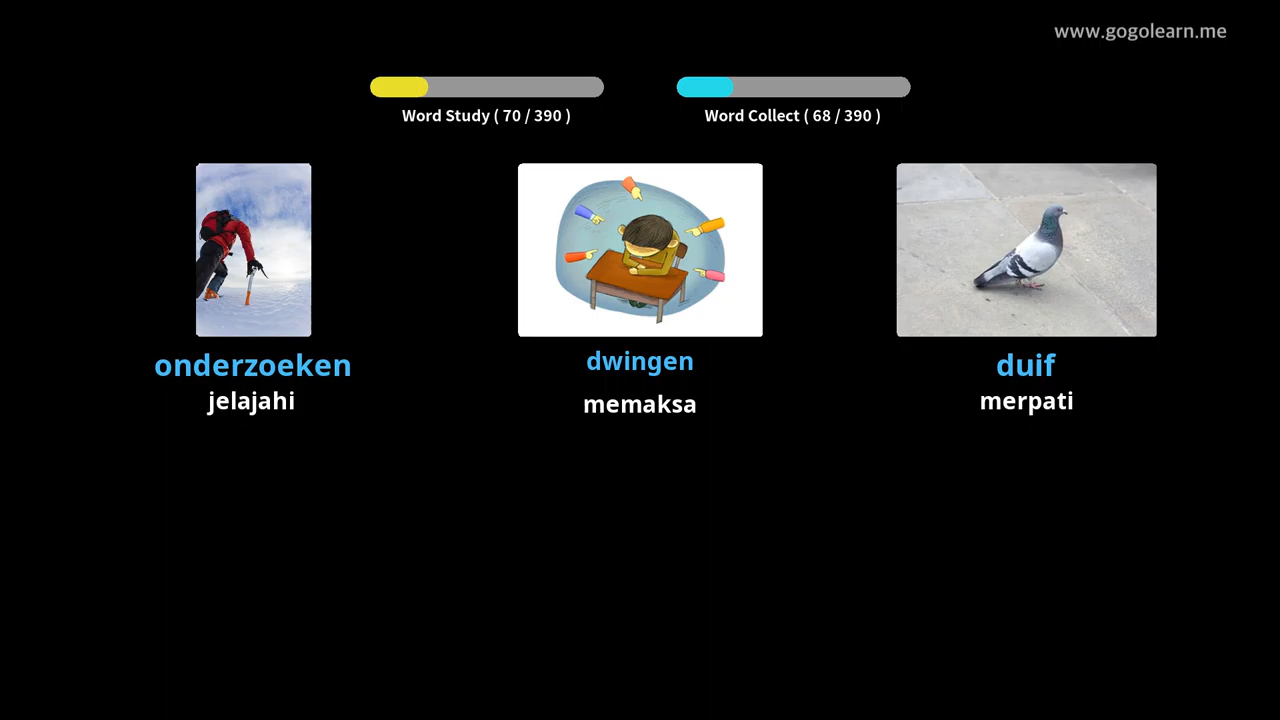 www.gogolearn.me
Word Study ( 70 / 390 )
Word Collect ( 68 / 390 )
onderzoeken
jelajahi
dwingen
memaksa
duif
merpati